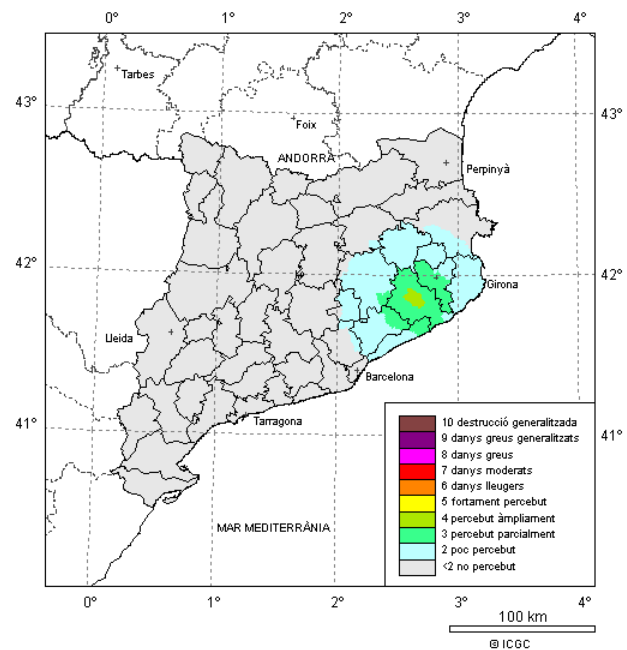 0° 1° 2° 3° 4°
Tarbes
43° 43°
Foix
ANDORRA
Perpinyà
42° 42°
Girona
Lleida
Barcelona
Tarragona
41° 41°
10 destrucció generalitzada
9 danys greus generalitzats
8 danys greus
7 danys moderats
6 danys lleugers
5 fortament percebut
4 percebut àmpliament
3 percebut parcialment
2 poc percebut
<2 no percebut
MAR MEDITERRÀNIA
0° 1° 2° 3° 4°
100 km
© ICGC